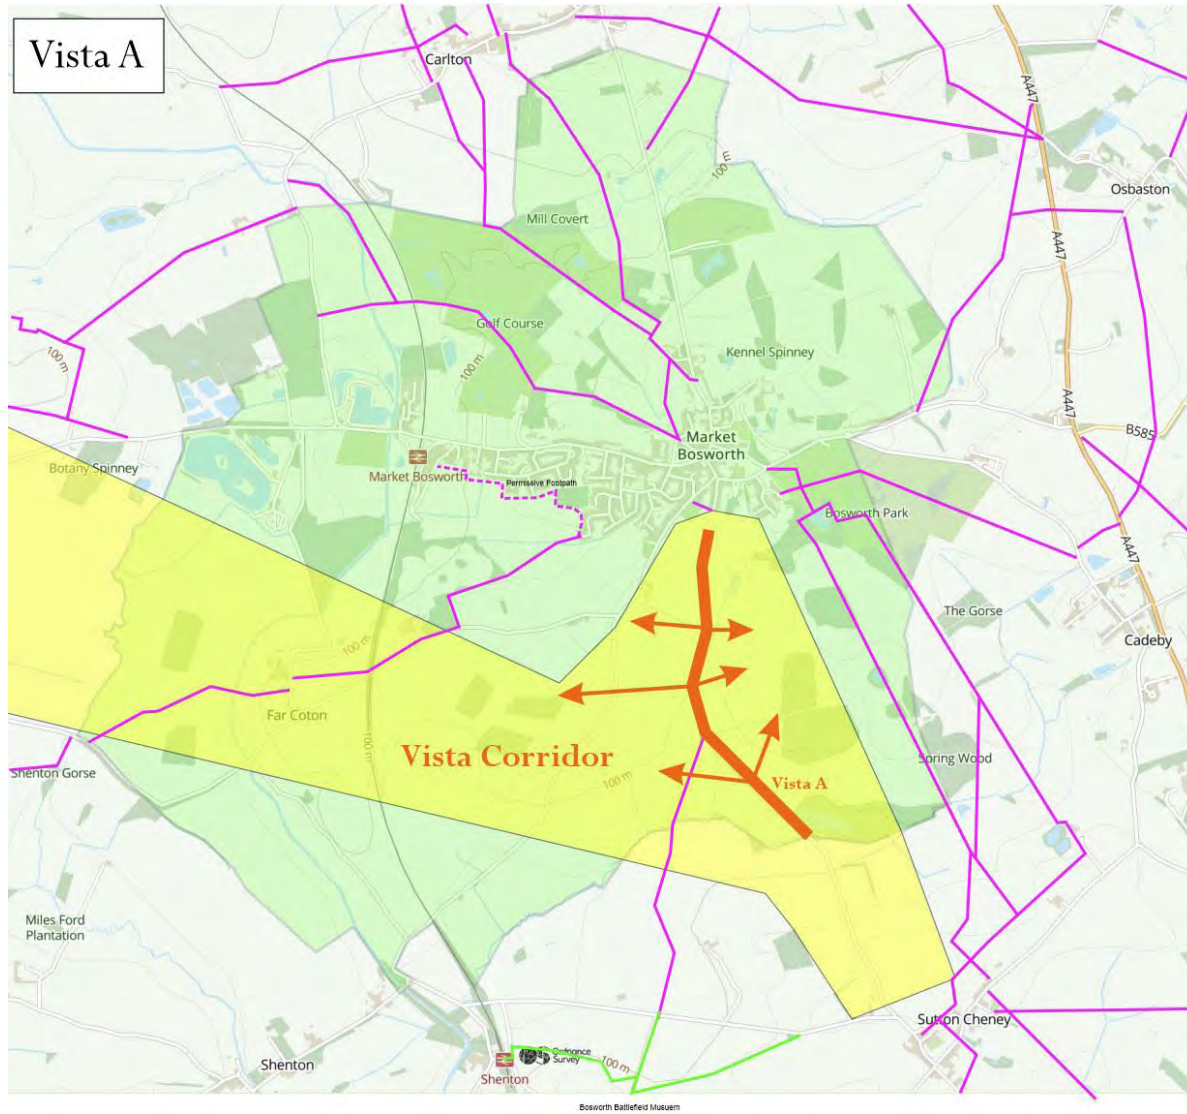 Vista A
Carlton
A447
100 m
Osbaston
Mill Covert
A447
Golf Course
100 m
Kennel Spinney
100 m
A447
B585
Market
Bosworth
Botany Spinney
Market Bosworth
Permissive Footpath
Bosworth Park
A447
The Gorse
Cadeby
100 m
Far Coton
100 m
Vista Corridor
Spring Wood
Shenton Gorse
100 m
Vista A
Miles Ford
Plantation
Sutton Cheney
Shenton
Ordnance
Survey
100 m
Shenton
Bosworth Battlefield Musuem